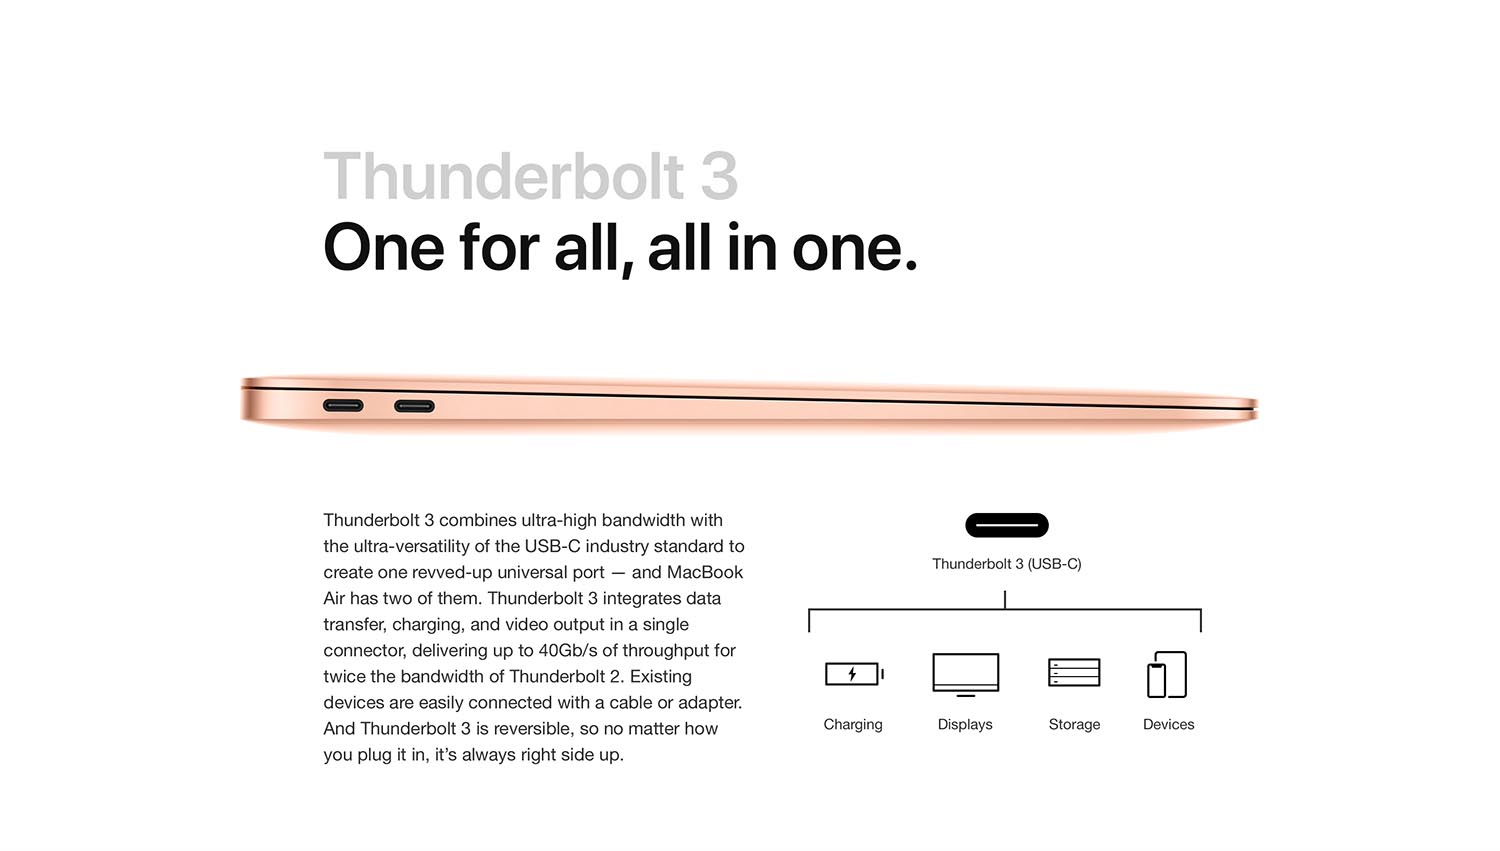 Thunderbolt 3
One for all, all in one.
Thunderbolt 3 combines ultra-high bandwidth with
the ultra-versatility of the USB-C industry standard to
create one revved-up universal port — and MacBook
Air has two of them. Thunderbolt 3 integrates data
transfer, charging, and video output in a single
connector, delivering up to 40Gb/s of throughput for
twice the bandwidth of Thunderbolt 2. Existing
devices are easily connected with a cable or adapter.
And Thunderbolt 3 is reversible, so no matter how
you plug it in, it’s always right side up.
Thunderbolt 3 (USB-C)
Charging
Displays
Storage
Devices